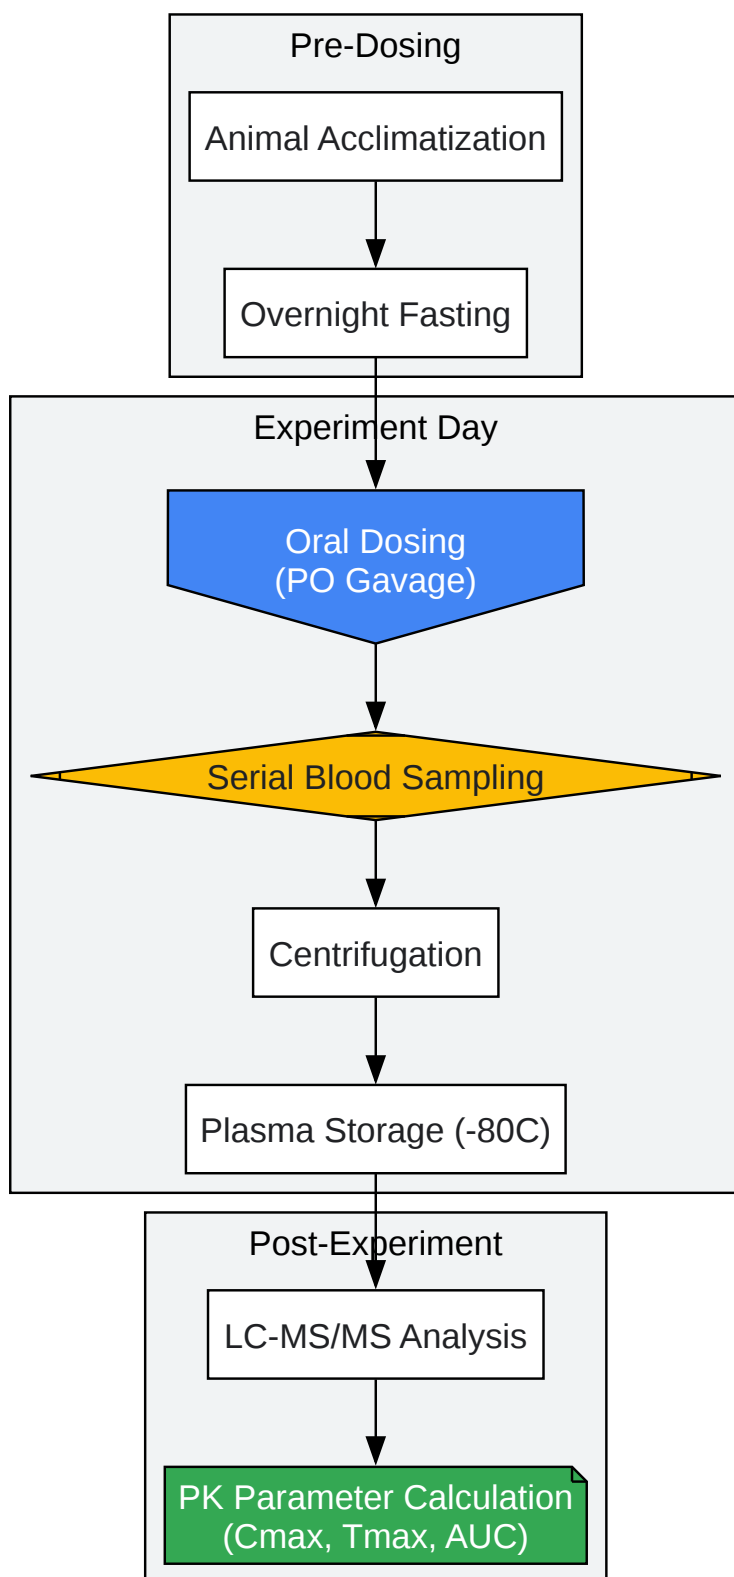 Pre-Dosing
Animal Acclimatization
Overnight Fasting
Experiment Day
Oral Dosing
(PO Gavage)
Serial Blood Sampling
Centrifugation
Plasma Storage (-80C)
Post-Experiment
LC-MS/MS Analysis
PK Parameter Calculation
(Cmax, Tmax, AUC)